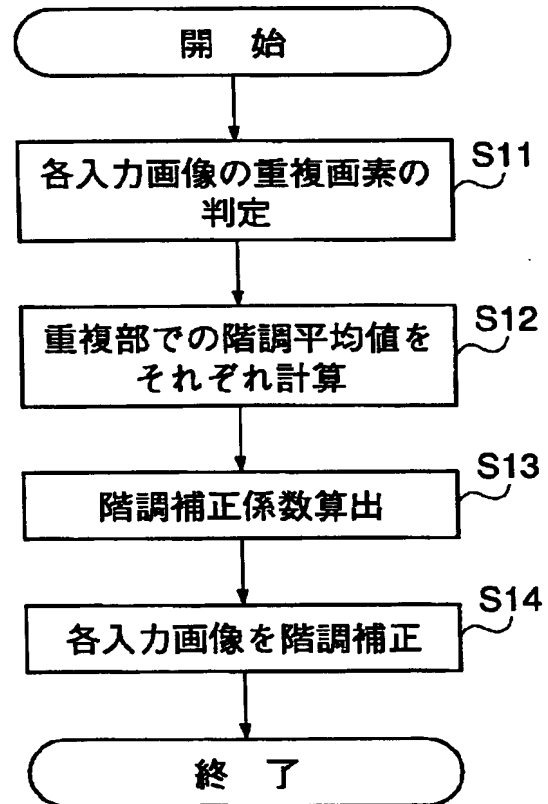 開 始
各入力画像の重複画素の
判定
S11
重複部での階調平均値を
それぞれ計算
S12
階調補正係数算出
S13
各入力画像を階調補正
S14
終 了